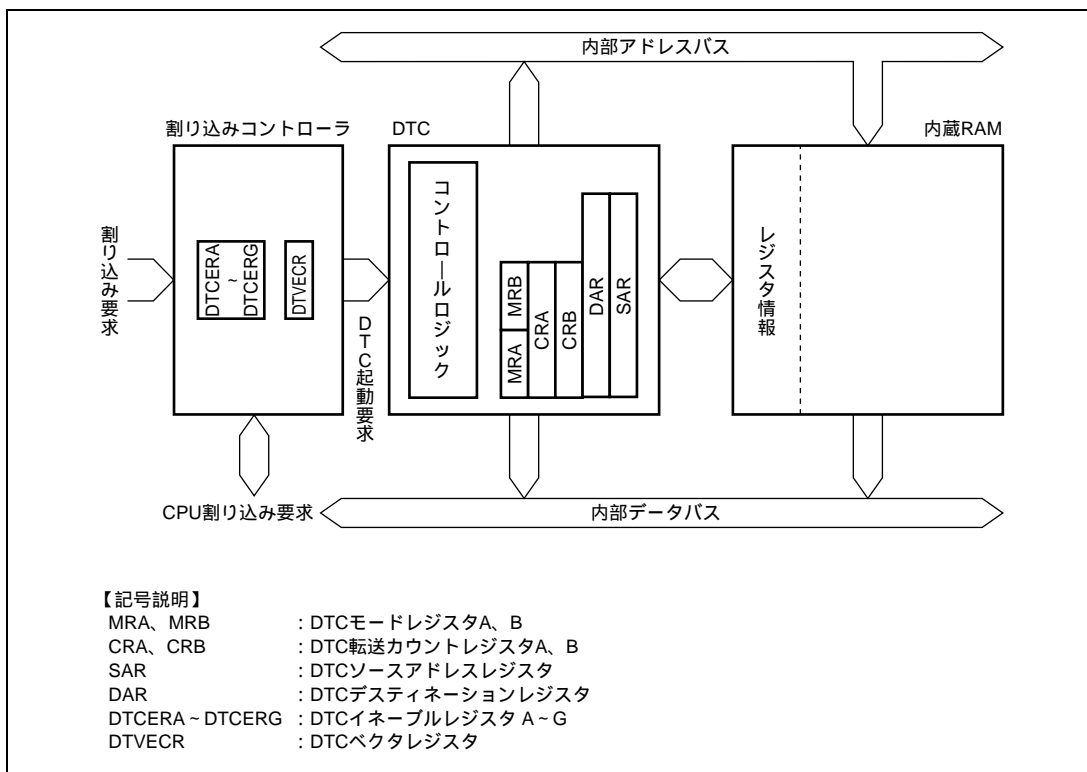 内部アドレスバス
割り込みコントローラ
DTC
内蔵RAM
割り込み要求
DTCERA
~
DTCERG
DTVECR
DTC起動要求
コントロールロジック
MRA
MRB
CRA
CRB
DAR
SAR
レジスタ情報
CPU割り込み要求
内部データバス
【記号説明】
MRA、MRB : DTCモードレジスタA、B
CRA、CRB : DTC転送カウントレジスタA、B
SAR : DTCソースアドレスレジスタ
DAR : DTCデスティネーションレジスタ
DTCERA ~ DTCERG : DTCイネーブルレジスタ A ~ G
DTVECR : DTCベクタレジスタ